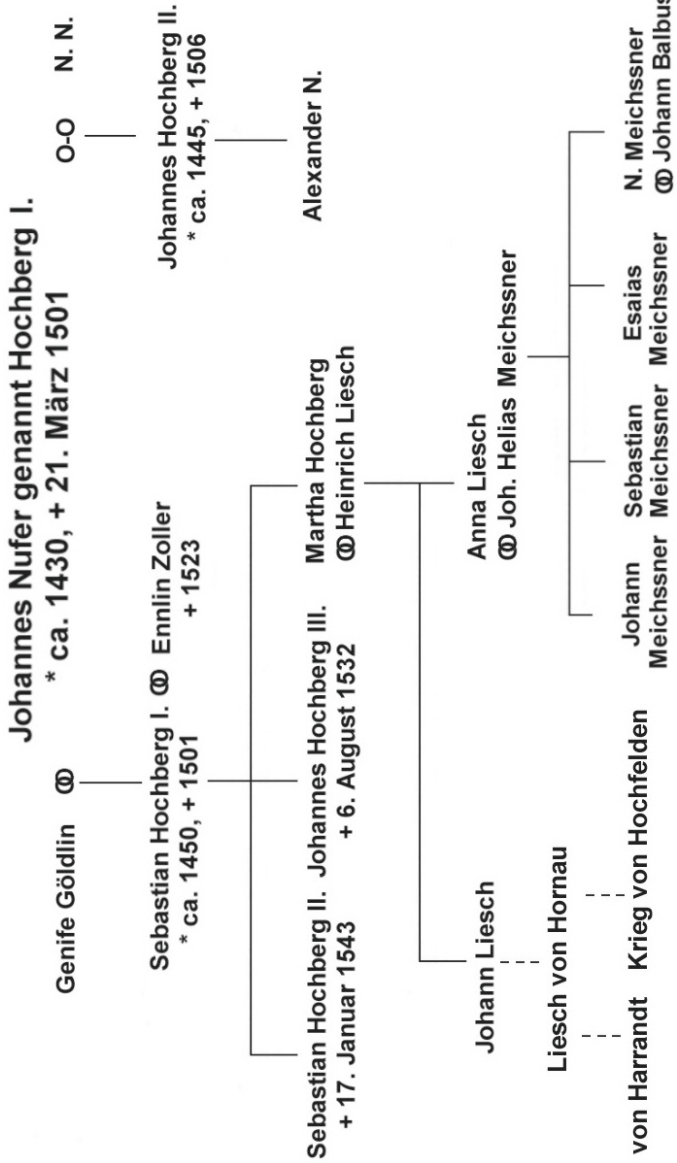 Johannes Nufer genannt Hochberg I.
* ca. 1430, + 21. März 1501
Genife Göldlin ⚭
O-O N. N.
Sebastian Hochberg I. ⚭ Ennlin Zoller
* ca. 1450, + 1501
+ 1523
Johannes Hochberg II.
* ca. 1445, + 1506
Sebastian Hochberg II.
+ 17. Januar 1543
Johannes Hochberg III.
+ 6. August 1532
Martha Hochberg
⚭ Heinrich Liesch
Alexander N.
Johann Liesch
Anna Liesch
⚭ Joh. Helias Meichssner
Liesch von Hornau
von Harrandt
Krieg von Hochfelden
Johann
Meichssner
Sebastian
Meichssner
Esaias
Meichssner
N. Meichssner
⚭ Johann Balbus